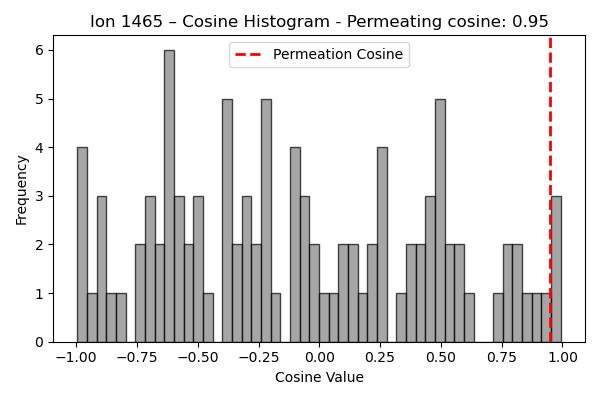 Ion 1465 – Cosine Histogram - Permeating cosine: 0.95
Permeation Cosine
Frequency
6
5
4
3
2
1
0
−1.00 −0.75 −0.50 −0.25 0.00 0.25 0.50 0.75 1.00
Cosine Value